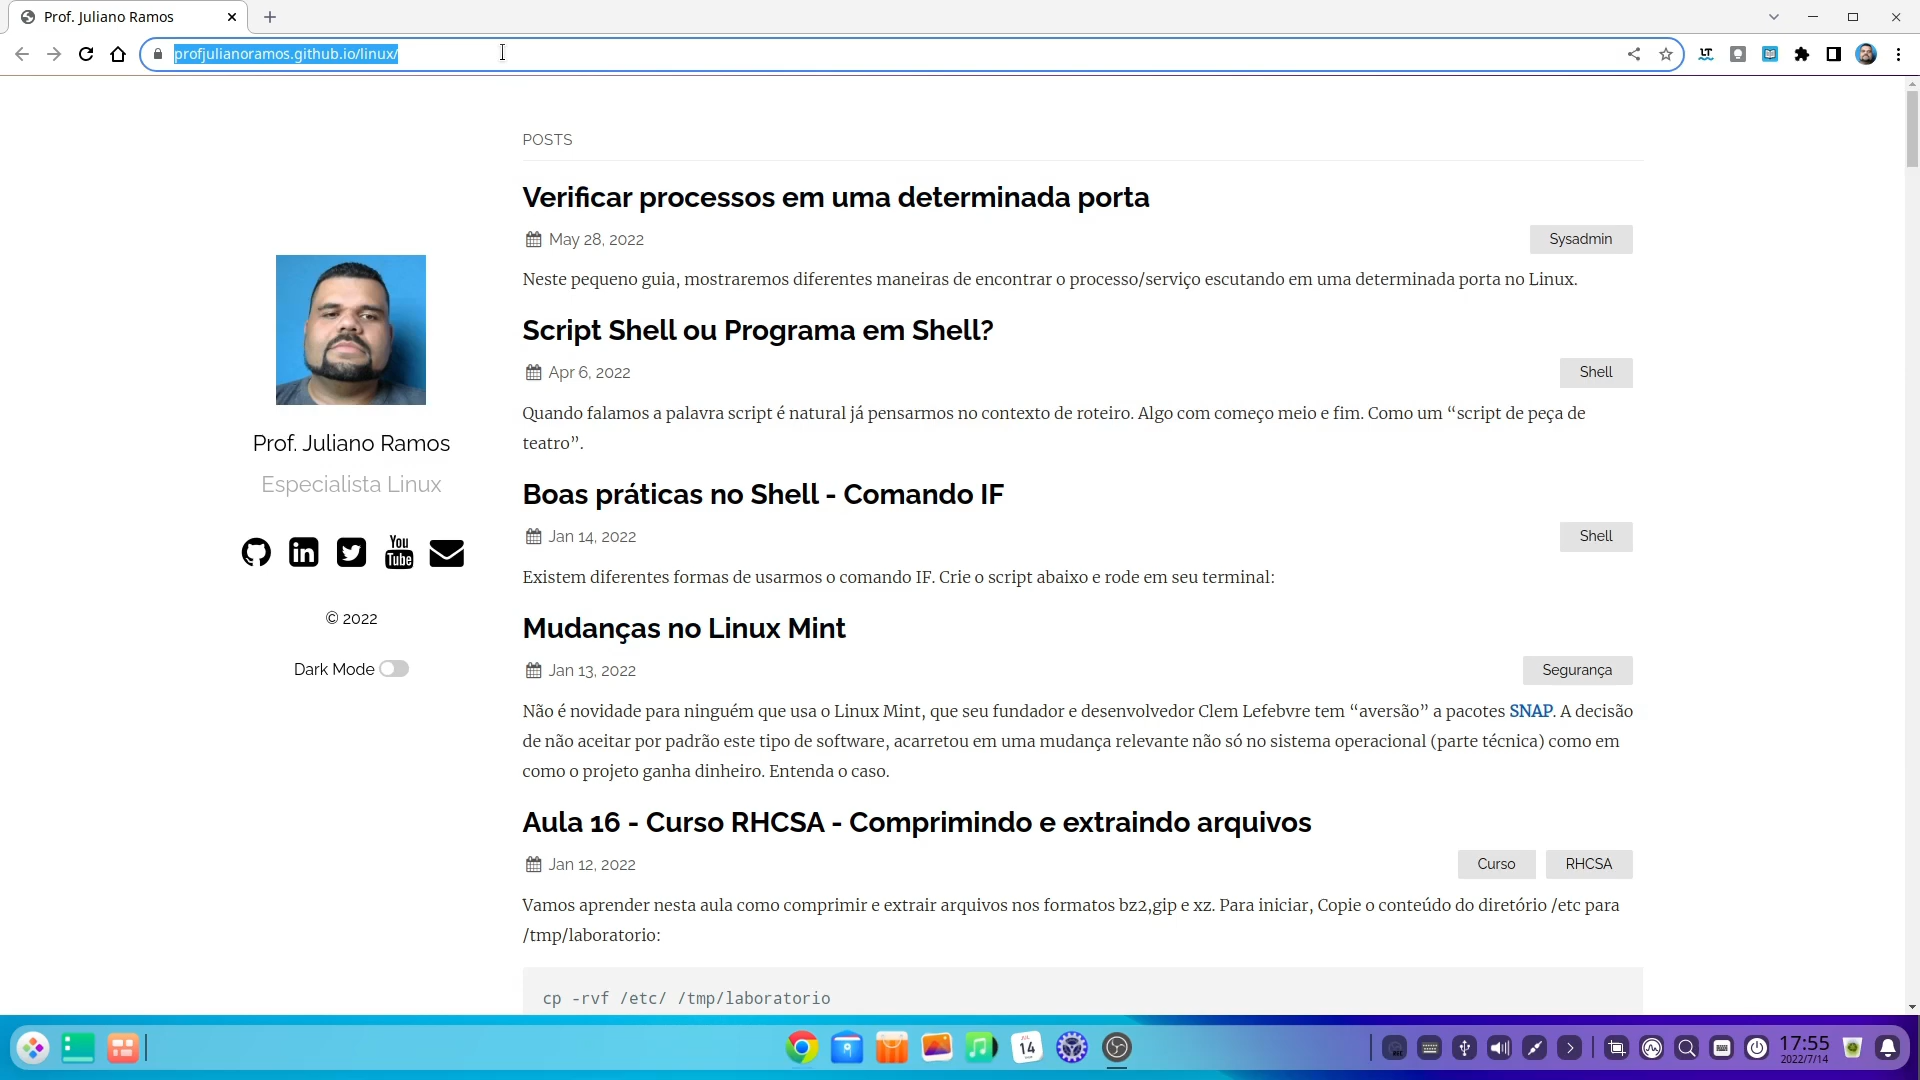 Prof. Juliano Ramos
profjulianoramos.github.io/linux/
LT
POSTS
Verificar processos em uma determinada porta
May 28, 2022
Sysadmin
Neste pequeno guia, mostraremos diferentes maneiras de encontrar o processo/serviço escutando em uma determinada porta no Linux.
Script Shell ou Programa em Shell?
Apr 6, 2022
Shell
Quando falamos a palavra script é natural já pensarmos no contexto de roteiro. Algo com começo meio e fim. Como um “script de peça de
teatro”.
Boas práticas no Shell - Comando IF
Jan 14, 2022
Shell
Existem diferentes formas de usarmos o comando IF. Crie o script abaixo e rode em seu terminal:
Mudanças no Linux Mint
Jan 13, 2022
Segurança
Não é novidade para ninguém que usa o Linux Mint, que seu fundador e desenvolvedor Clem Lefebvre tem “aversão” a pacotes SNAP. A decisão
de não aceitar por padrão este tipo de software, acarretou em uma mudança relevante não só no sistema operacional (parte técnica) como em
como o projeto ganha dinheiro. Entenda o caso.
Aula 16 - Curso RHCSA - Comprimindo e extraindo arquivos
Jan 12, 2022
Curso
RHCSA
Vamos aprender nesta aula como comprimir e extrair arquivos nos formatos bz2,gip e xz. Para iniciar, Copie o conteúdo do diretório /etc para
/tmp/laboratorio:
cp -rvf /etc/ /tmp/laboratorio
Prof. Juliano Ramos
Especialista Linux
You
Tube
© 2022
Dark Mode
14
17:55
2022/7/14